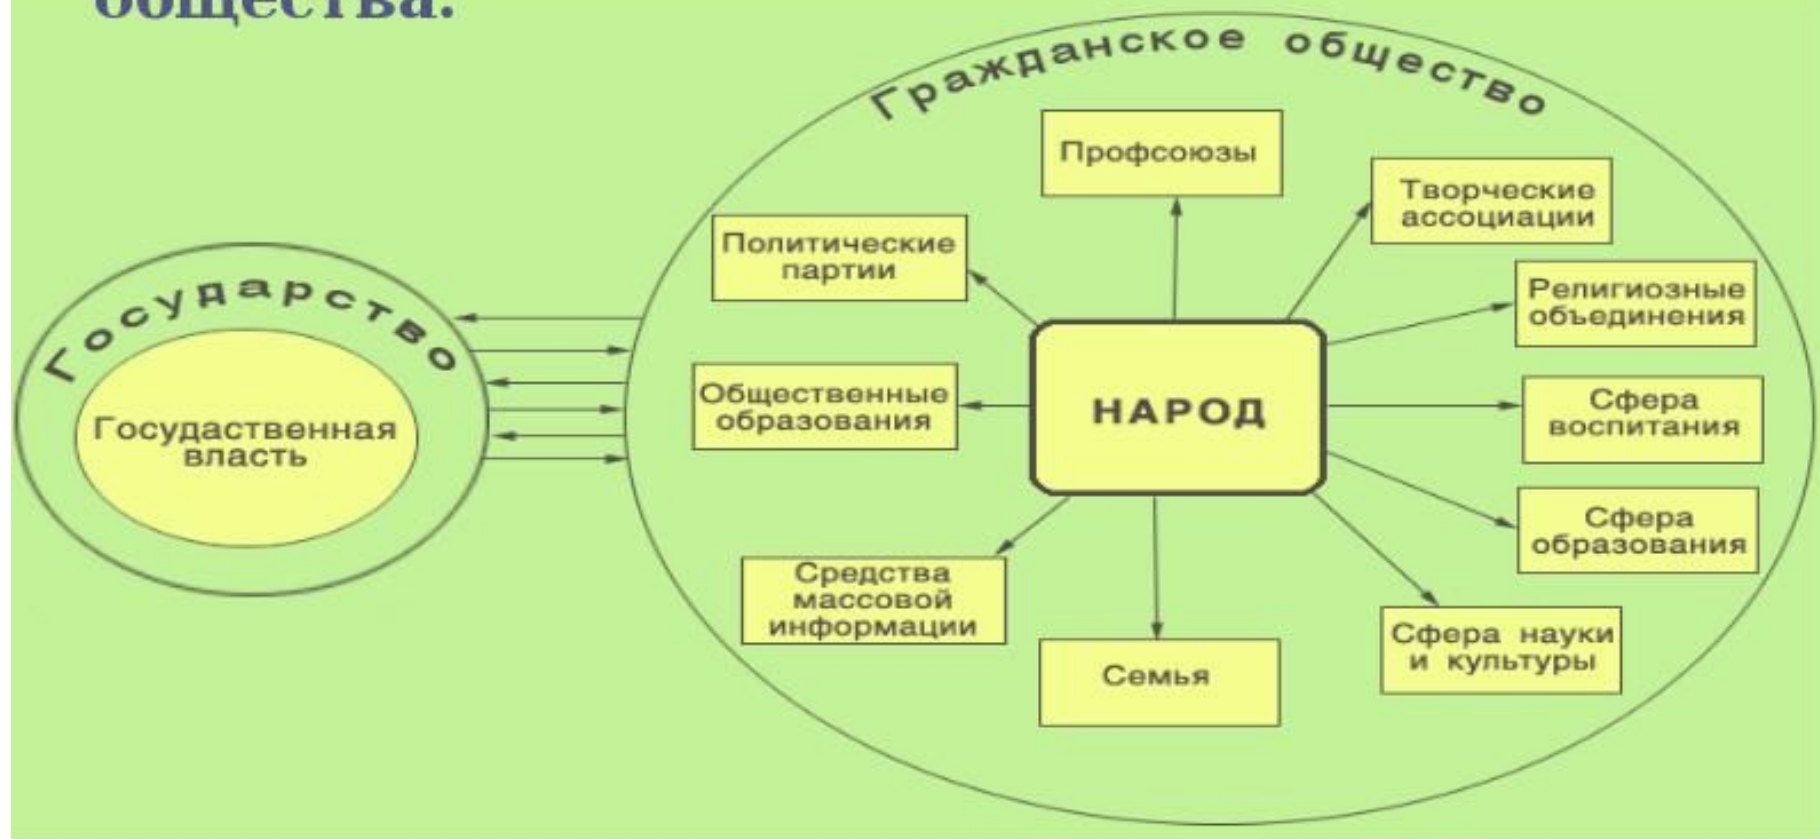 общества.
Гражданское общество
Профсоюзы
Творческие
ассоциации
Политические
партии
Религиозные
объединения
Государство
Государственная
власть
Общественные
образования
НАРОД
Сфера
воспитания
Сфера
образования
Средства
массовой
информации
Сфера науки
и культуры
Семья